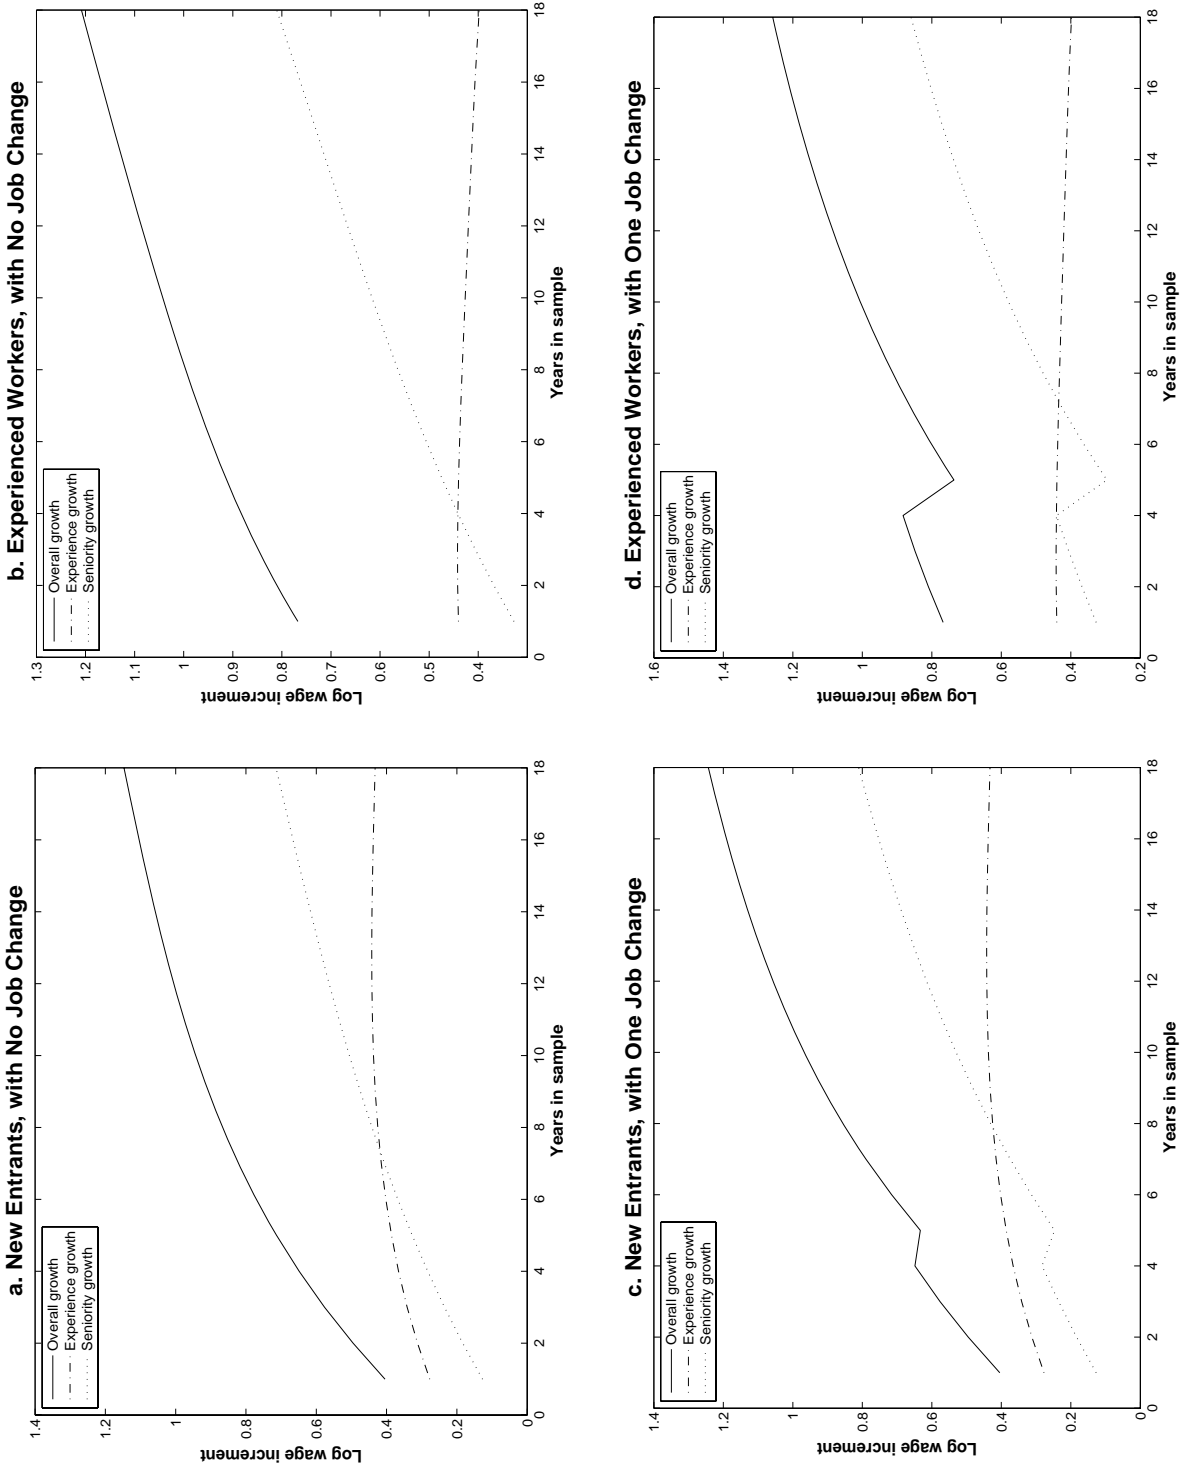 a. New Entrants, with No Job Change
Overall growth
Experience growth
Seniority growth
Log wage increment
1.4
1.2
1
0.8
0.6
0.4
0.2
0
0 2 4 6 8 10 12 14 16 18
Years in sample
b. Experienced Workers, with No Job Change
Overall growth
Experience growth
Seniority growth
Log wage increment
1.3
1.2
1.1
1
0.9
0.8
0.7
0.6
0.5
0.4
0 2 4 6 8 10 12 14 16 18
Years in sample
c. New Entrants, with One Job Change
Overall growth
Experience growth
Seniority growth
Log wage increment
1.4
1.2
1
0.8
0.6
0.4
0.2
0
0 2 4 6 8 10 12 14 16 18
Years in sample
d. Experienced Workers, with One Job Change
Overall growth
Experience growth
Seniority growth
Log wage increment
1.6
1.4
1.2
1
0.8
0.6
0.4
0.2
0 2 4 6 8 10 12 14 16 18
Years in sample